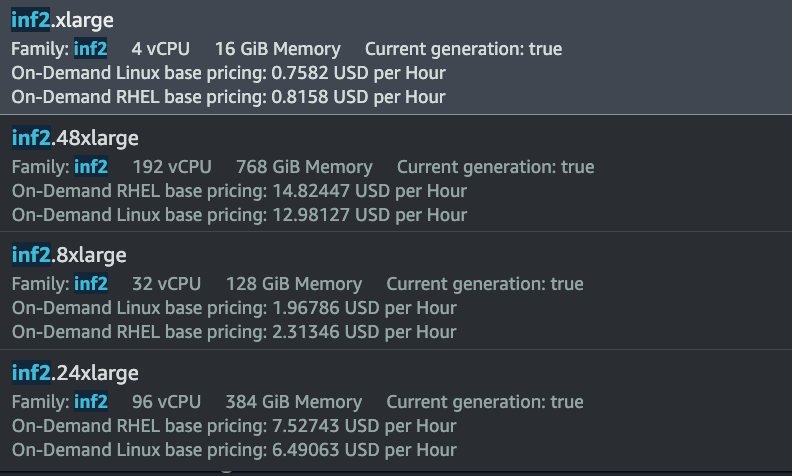 inf2.xlarge
Family: inf2 4 vCPU 16 GiB Memory Current generation: true
On-Demand Linux base pricing: 0.7582 USD per Hour
On-Demand RHEL base pricing: 0.8158 USD per Hour
inf2.48xlarge
Family: inf2 192 vCPU 768 GiB Memory Current generation: true
On-Demand RHEL base pricing: 14.82447 USD per Hour
On-Demand Linux base pricing: 12.98127 USD per Hour
inf2.8xlarge
Family: inf2 32 vCPU 128 GiB Memory Current generation: true
On-Demand Linux base pricing: 1.96786 USD per Hour
On-Demand RHEL base pricing: 2.31346 USD per Hour
inf2.24xlarge
Family: inf2 96 vCPU 384 GiB Memory Current generation: true
On-Demand RHEL base pricing: 7.52743 USD per Hour
On-Demand Linux base pricing: 6.49063 USD per Hour